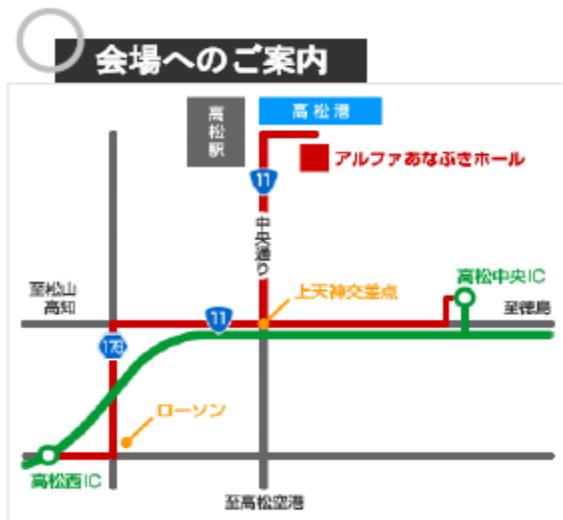 会場へのご案内
高松駅
高松港
アルファあなぶきホール
11
中央通り
高松中央IC
上天神交差点
至松山
高知
至徳島
11
178
ローソン
高松西IC
至高松空港